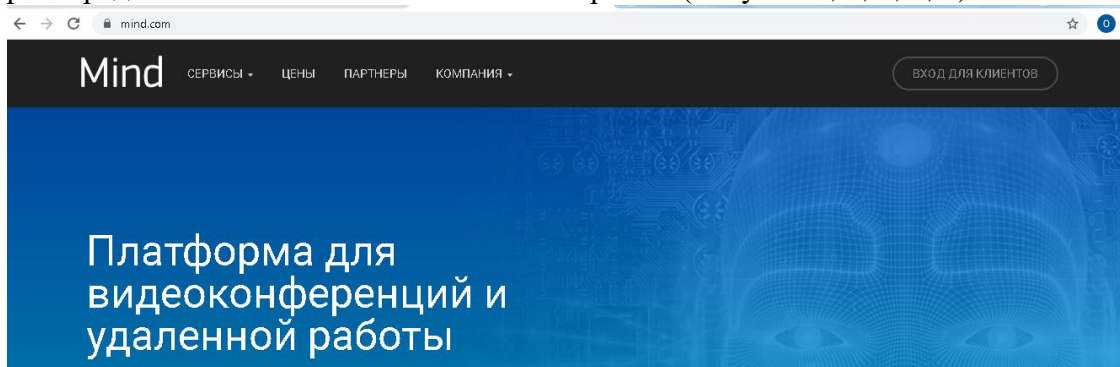 mind.com
Mind СЕРВИСЫ ЦЕНЫ ПАРТНЕРЫ КОМПАНИЯ ВХОД ДЛЯ КЛИЕНТОВ
Платформа для
видеоконференций и
удаленной работы